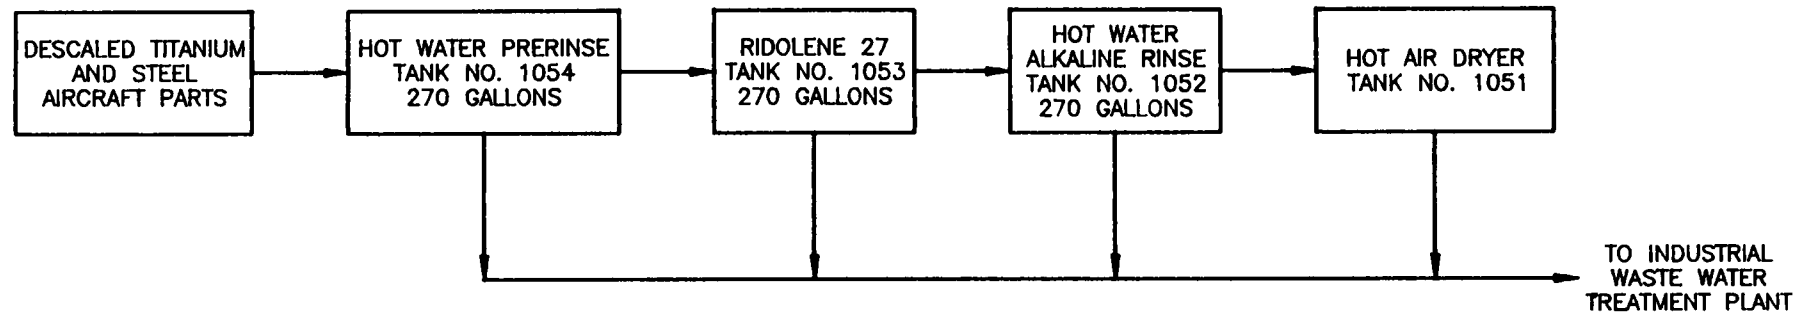 DESCALED TITANIUM
AND STEEL
AIRCRAFT PARTS
HOT WATER PRERINSE
TANK NO. 1054
270 GALLONS
RIDOLENE 27
TANK NO. 1053
270 GALLONS
HOT WATER
ALKALINE RINSE
TANK NO. 1052
270 GALLONS
HOT AIR DRYER
TANK NO. 1051
TO INDUSTRIAL
WASTE WATER
TREATMENT PLANT